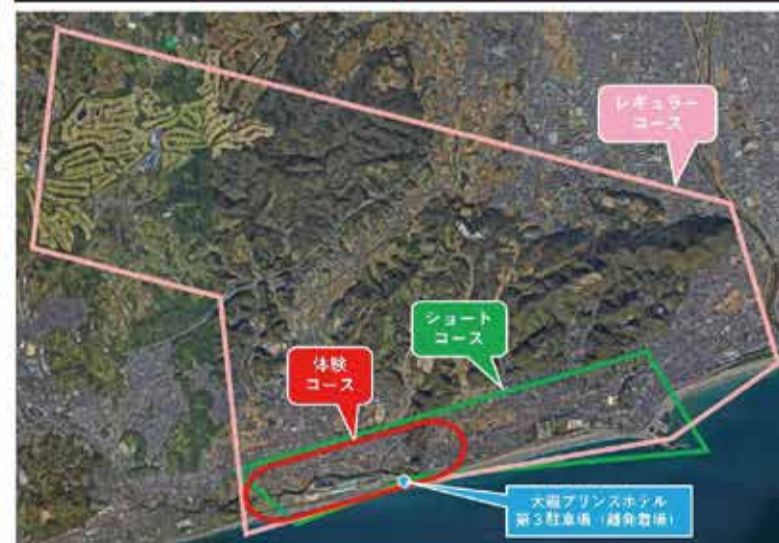 レギュラー
コース
ショート
コース
体験
コース
大磯プリンスホテル
第3駐車場（離発着場）